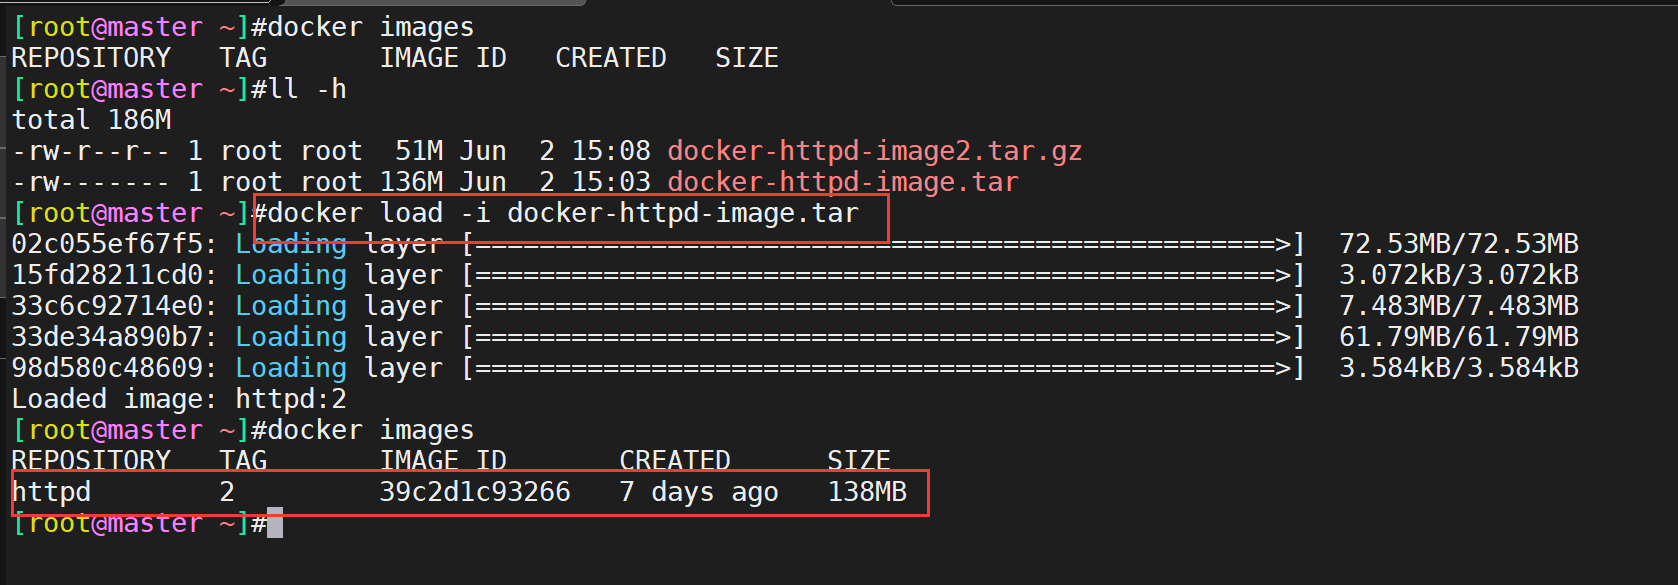 [root@master ~]#docker images
REPOSITORY   TAG       IMAGE ID   CREATED   SIZE
[root@master ~]#ll -h
total 186M
-rw-r--r-- 1 root root  51M Jun  2 15:08 docker-httpd-image2.tar.gz
-rw------- 1 root root 136M Jun  2 15:03 docker-httpd-image.tar
[root@master ~]#docker load -i docker-httpd-image.tar
02c055ef67f5: Loading layer [==================================================>]  72.53MB/72.53MB
15fd28211cd0: Loading layer [==================================================>]  3.072kB/3.072kB
33c6c92714e0: Loading layer [==================================================>]  7.483MB/7.483MB
33de34a890b7: Loading layer [==================================================>]  61.79MB/61.79MB
98d580c48609: Loading layer [==================================================>]  3.584kB/3.584kB
Loaded image: httpd:2
[root@master ~]#docker images
REPOSITORY   TAG       IMAGE ID       CREATED      SIZE
httpd        2         39c2d1c93266   7 days ago   138MB
[root@master ~]#